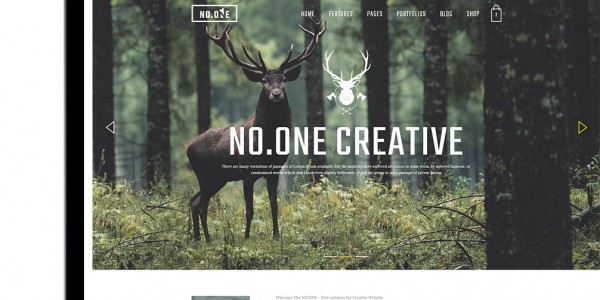 NO.ONE
HOME FEATURES PAGES PORTFOLIOS BLOG SHOP
NO.ONE CREATIVE
There are many variations of passages of Lorem Ipsum available, but the majority have suffered alteration in some form, by injected humour, or
randomised words which don't look even slightly believable. If you are going to use a passage of Lorem Ipsum.
Welcome The NO.ONE –